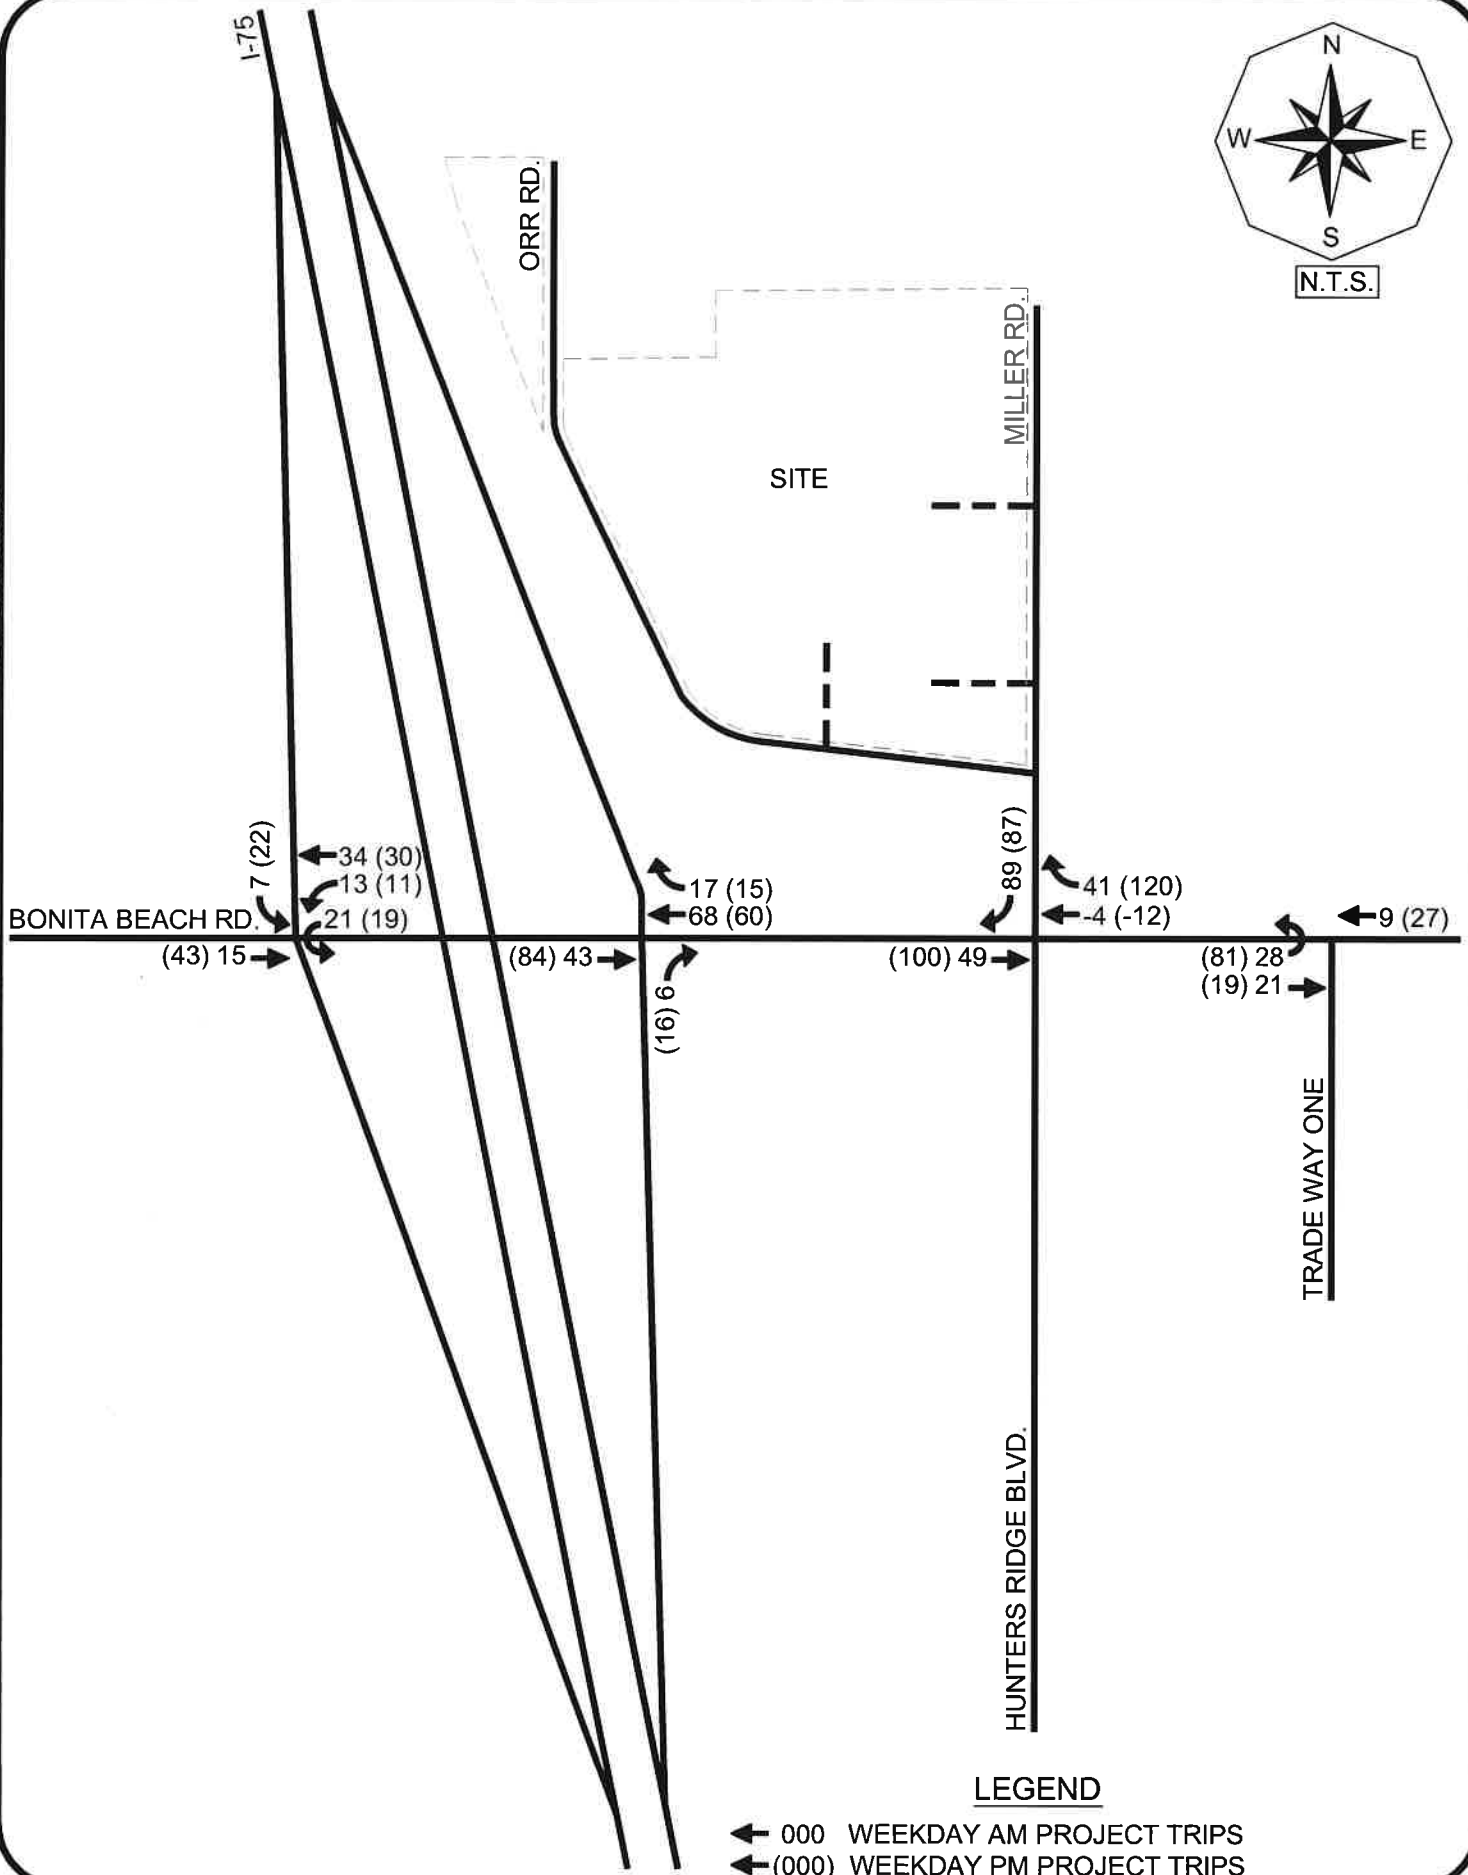 I-75
N
W
E
S
N.T.S.
ORR RD.
MILLER RD.
SITE
7 (22)
34 (30)
13 (11)
21 (19)
BONITA BEACH RD.
(43) 15
17 (15)
68 (60)
(84) 43
(16) 6
89 (87)
41 (120)
-4 (-12)
(100) 49
9 (27)
(81) 28
(19) 21
TRADE WAY ONE
HUNTERS RIDGE BLVD.
LEGEND
000 WEEKDAY AM PROJECT TRIPS
(000) WEEKDAY PM PROJECT TRIPS